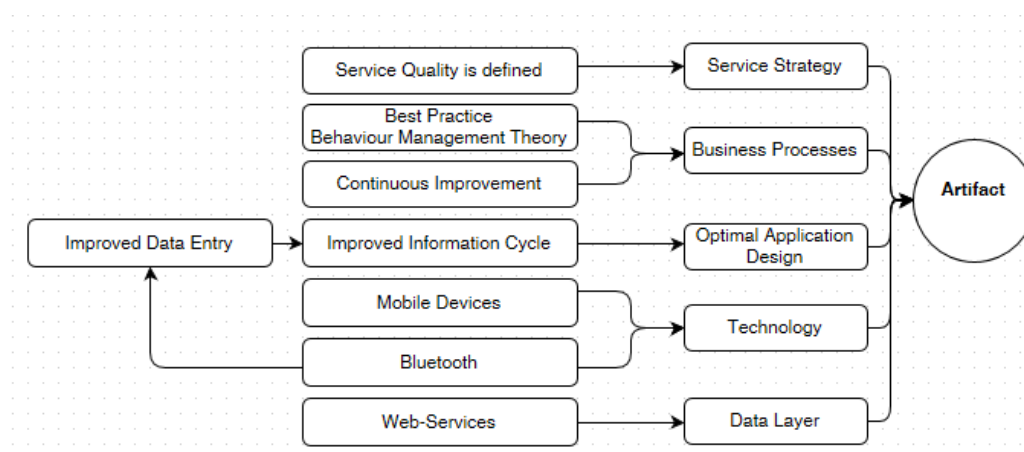 Service Quality is defined
Service Strategy
Best Practice
Behaviour Management Theory
Business Processes
Continuous Improvement
Artifact
Improved Data Entry
Improved Information Cycle
Optimal Application
Design
Mobile Devices
Technology
Bluetooth
Web-Services
Data Layer